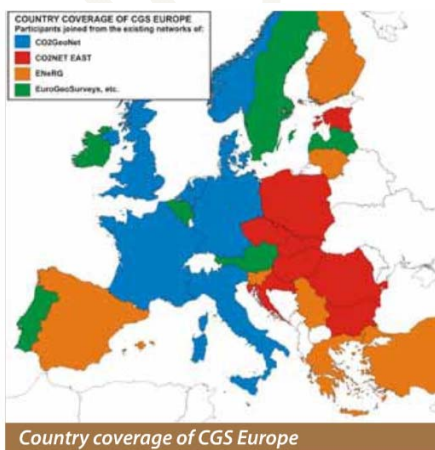 COUNTRY COVERAGE OF CGS EUROPE
Participants joined from the existing networks of:
CO2GeoNet
CO2NET EAST
ENeRG
EuroGeoSurveys, etc.
Country coverage of CGS Europe